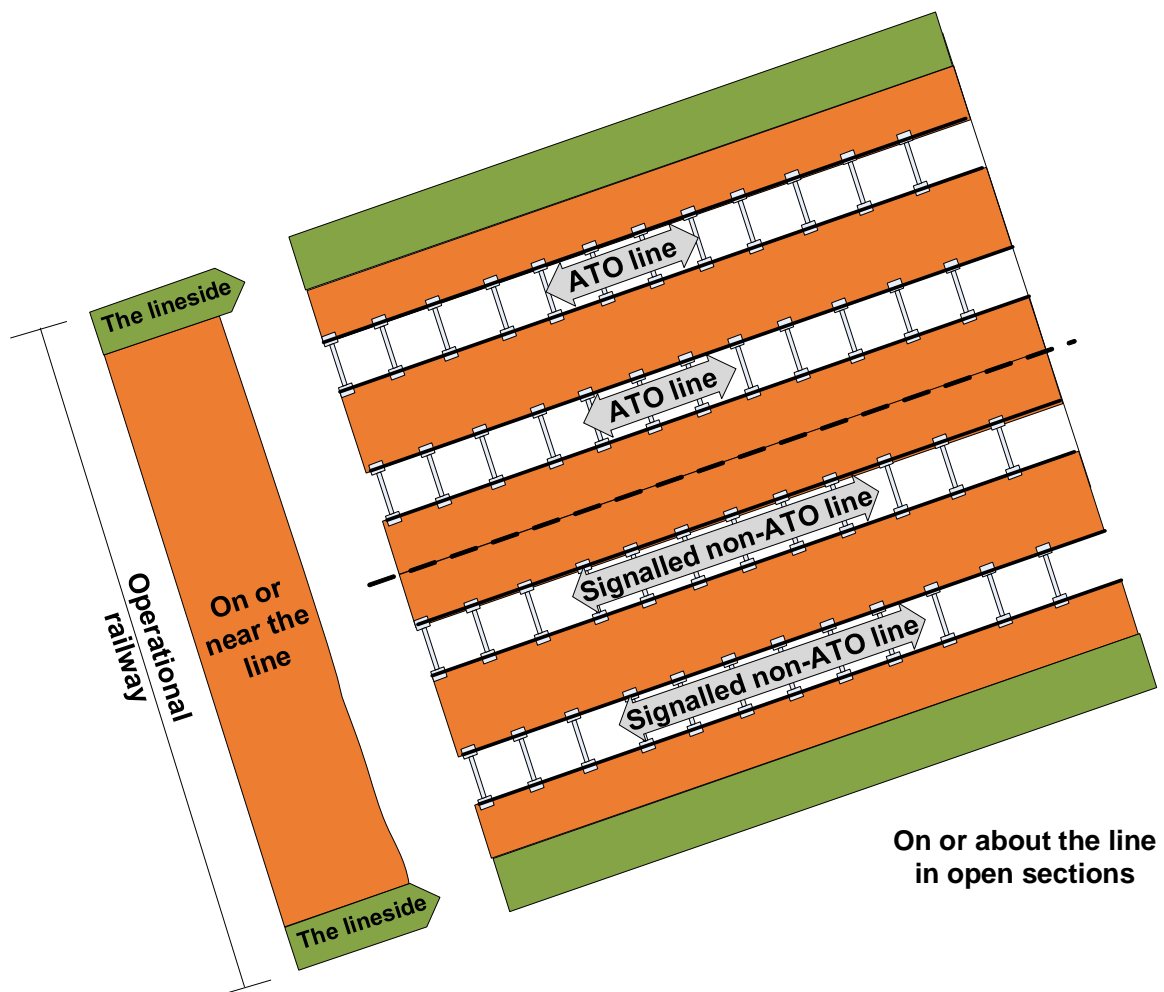 The lineside
Operational
railway
On or
near the
line
The lineside
ATO line
ATO line
Signalled non-ATO line
Signalled non-ATO line
On or about the line
in open sections